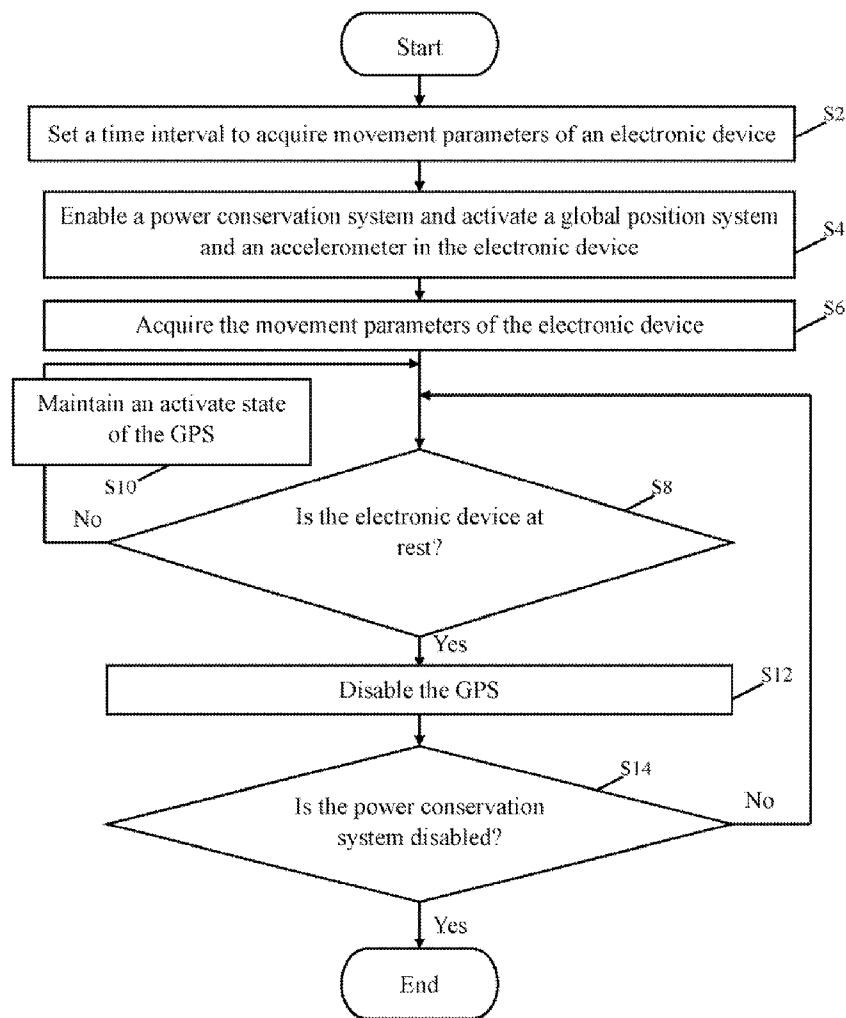 Start
Set a time interval to acquire movement parameters of an electronic device
S2
Enable a power conservation system and activate a global position system
and an accelerometer in the electronic device
S4
Acquire the movement parameters of the electronic device
S6
Maintain an activate state
of the GPS
S10
No
Is the electronic device at
rest?
S8
Yes
Disable the GPS
S12
Is the power conservation
system disabled?
S14
No
Yes
End